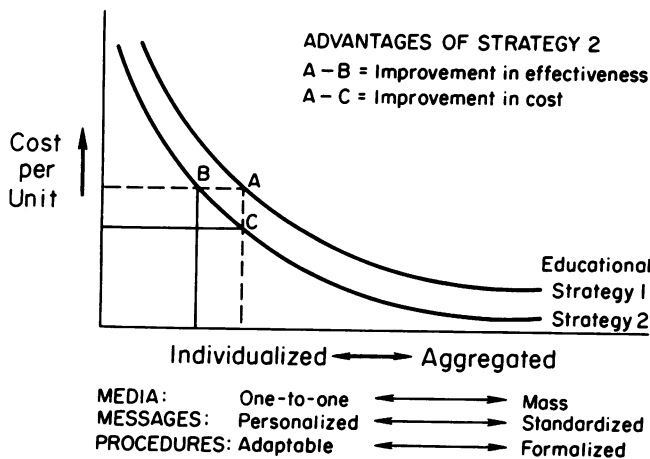 ADVANTAGES OF STRATEGY 2
A-B = Improvement in effectiveness
A-C = Improvement in cost
Cost
per
Unit
B
A
C
Educational
Strategy 1
Strategy 2
Individualized ↔ Aggregated
MEDIA: One-to-one ↔ Mass
MESSAGES: Personalized ↔ Standardized
PROCEDURES: Adaptable ↔ Formalized